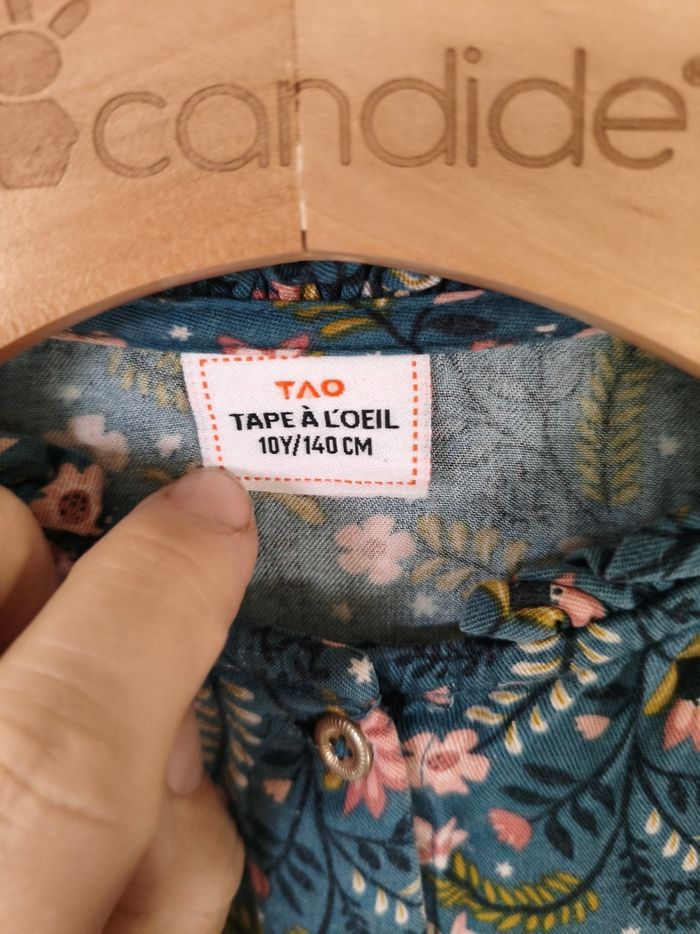 candide
TAO
TAPE À L'OEIL
10Y/140 CM